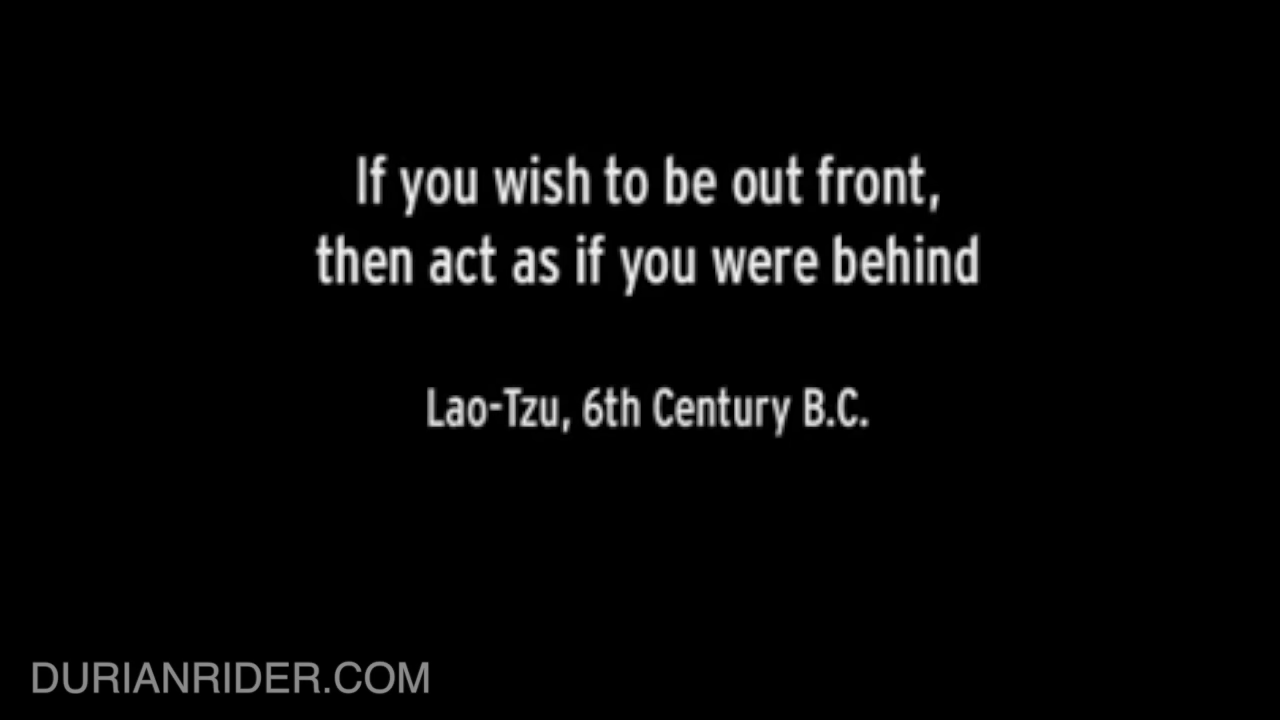 If you wish to be out front,
then act as if you were behind
Lao-Tzu, 6th Century B.C.
DURIANRIDER.COM